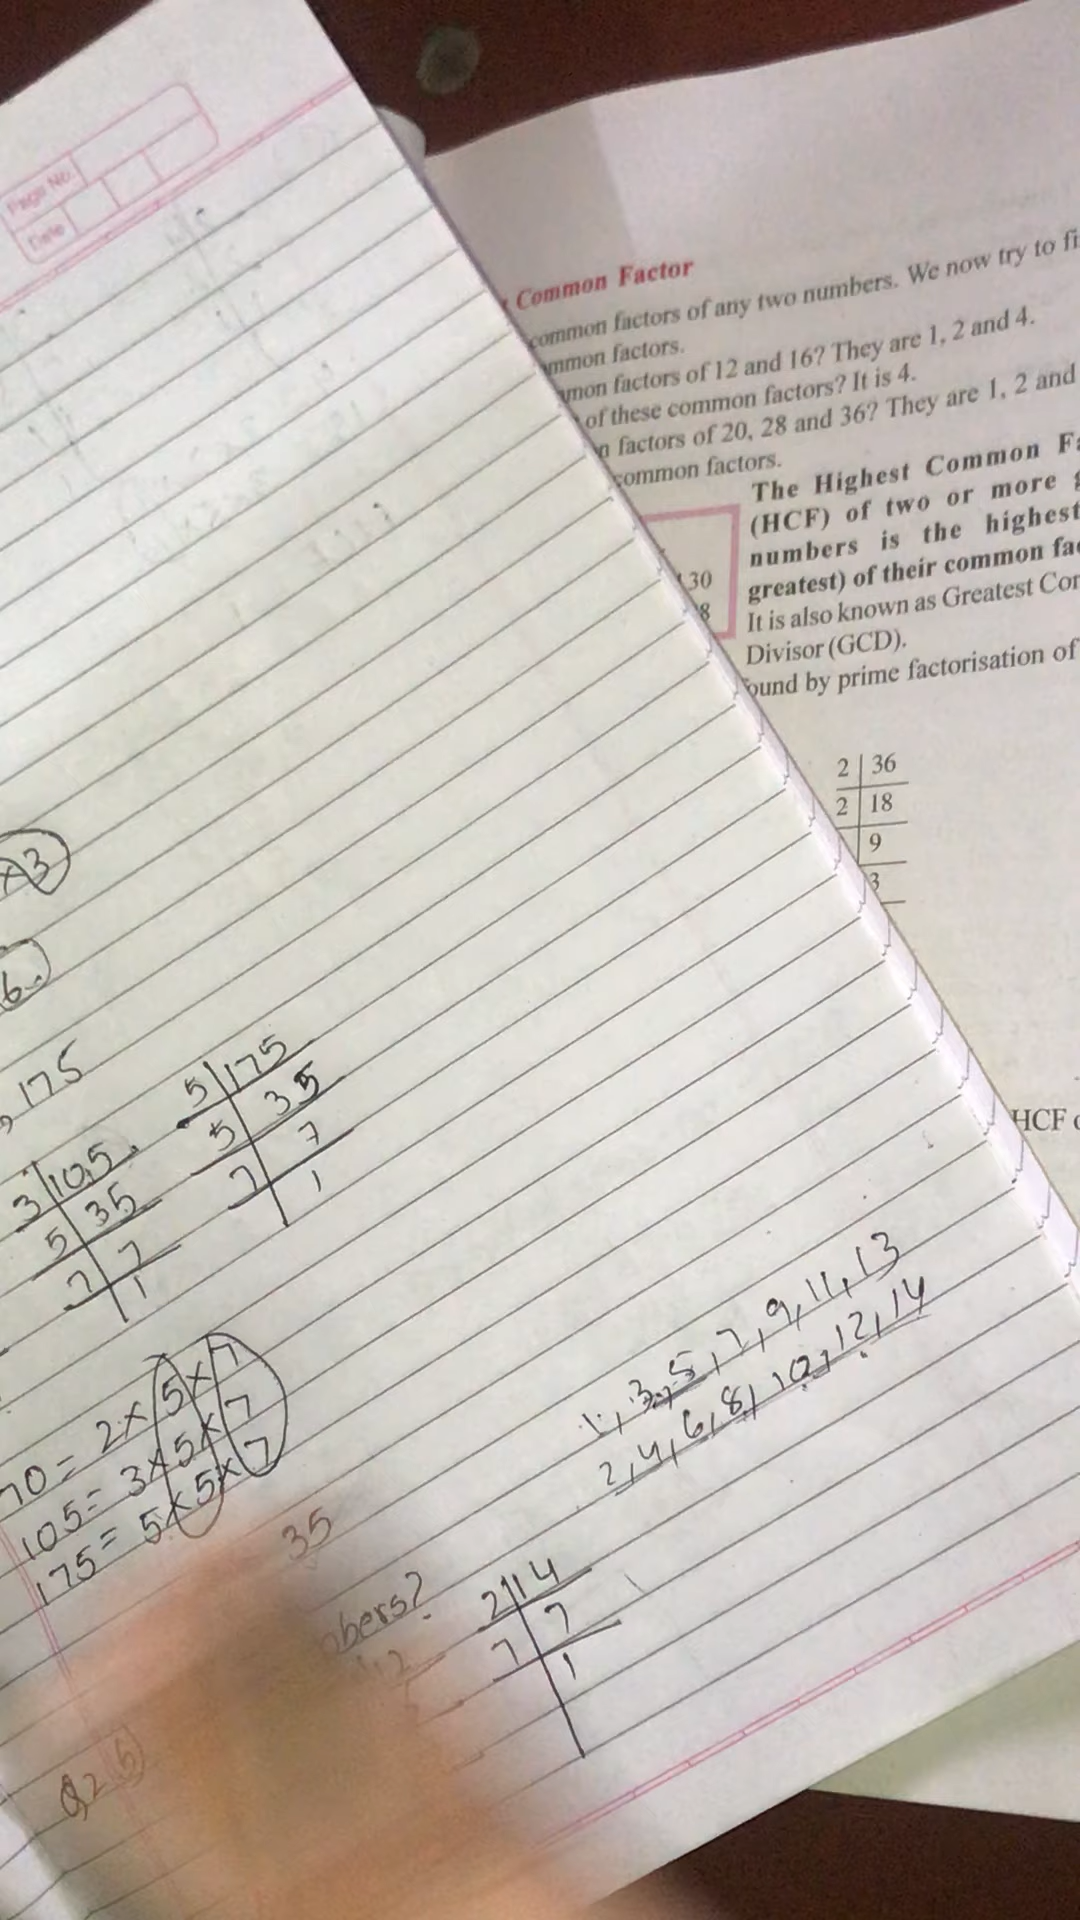 Page No.
Date
Common Factor
common factors of any two numbers. We now try to fi
mmon factors.
mon factors of 12 and 16? They are 1, 2 and 4.
of these common factors? It is 4.
n factors of 20, 28 and 36? They are 1, 2 and
common factors.
The Highest Common Fa
(HCF) of two or more g
numbers is the highest
greatest) of their common fac
It is also known as Greatest Com
Divisor (GCD).
ound by prime factorisation of
30
8
2 | 36
2 | 18
9
3
HCF
×3
6.
, 175
3 | 105
5 | 35
7 | 7
1
5 | 175
5 | 35
7 | 7
1
70 = 2×5×7
105 = 3×5×7
175 = 5×5×7
35
1, 3, 5, 7, 9, 11, 13
2, 4, 6, 8, 10, 12, 14
bers?
12
2 | 14
7 | 7
1
Q,2 b